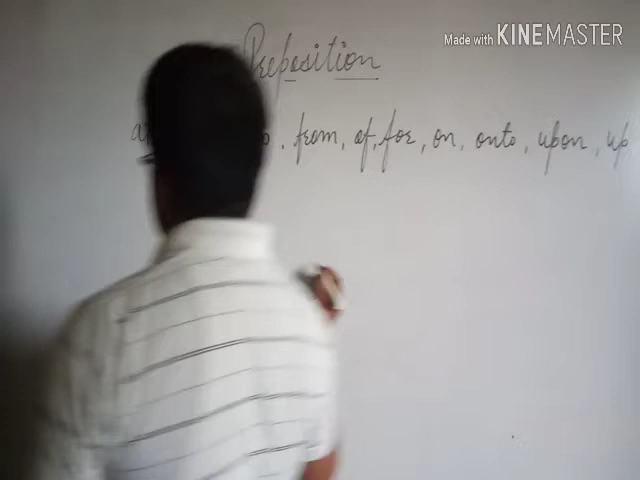 Made with KINEMASTER
Preposition
, from, of, for, on, onto, upon, up